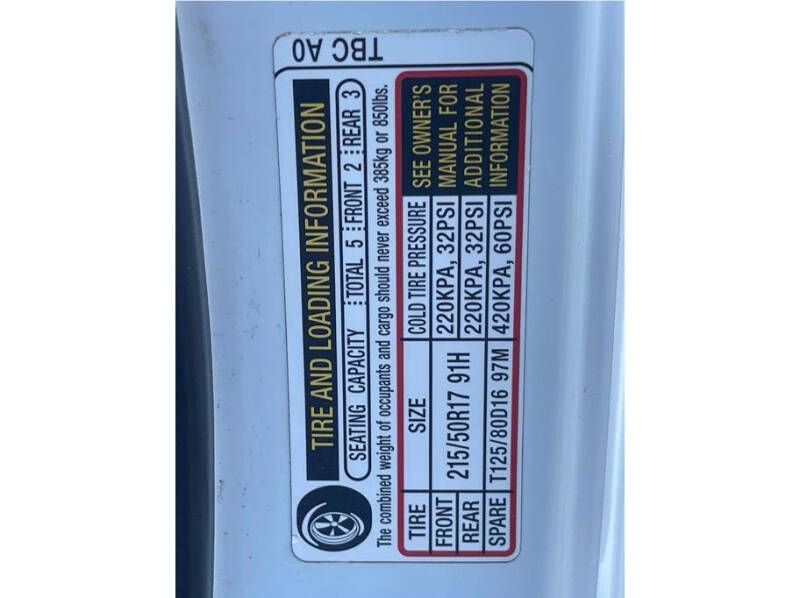 TBC A0
TIRE AND LOADING INFORMATION
SEATING CAPACITY TOTAL 5 FRONT 2 REAR 3
The combined weight of occupants and cargo should never exceed 385kg or 850lbs.
TIRE SIZE COLD TIRE PRESSURE
FRONT 215/50R17 91H 220KPA, 32PSI
REAR 220KPA, 32PSI
SPARE T125/80D16 97M 420KPA, 60PSI
SEE OWNER'S
MANUAL FOR
ADDITIONAL
INFORMATION